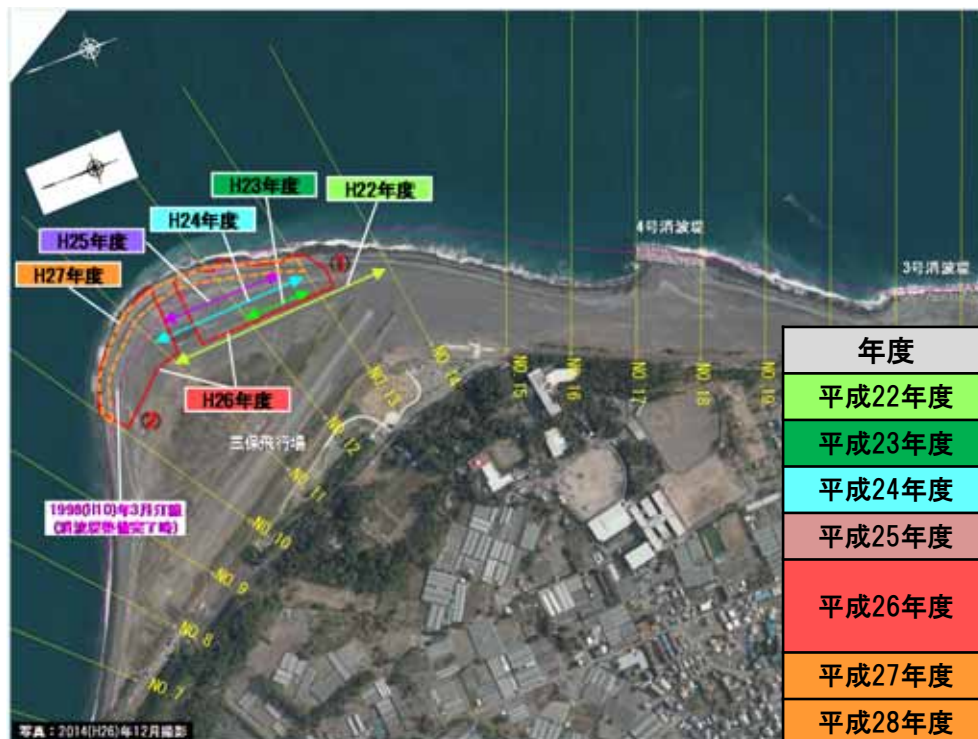 H23年度
H22年度
H24年度
H25年度
H27年度
4号消波堤
3号消波堤
①
②
H26年度
三保飛行場
1998(H10)年3月汀線
(消波堤整備完了時)
NO.7
NO.8
NO.9
NO.10
NO.11
NO.12
NO.13
NO.14
NO.15
NO.16
NO.17
NO.18
NO.19
年度
平成22年度
平成23年度
平成24年度
平成25年度
平成26年度
平成27年度
平成28年度
写真:2014(H26)年12月撮影